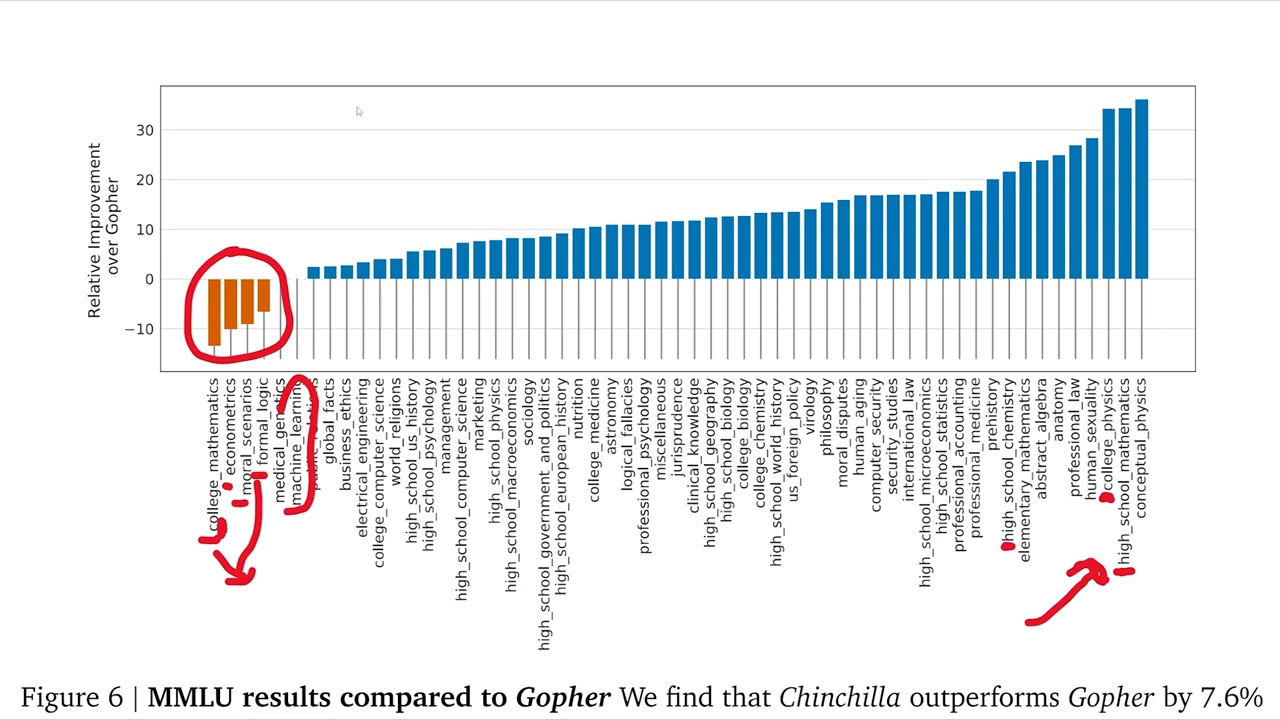 Relative Improvement
over Gopher
30
20
10
0
−10
college_mathematics
econometrics
moral_scenarios
formal_logic
medical_genetics
machine_learning
public_relations
global_facts
business_ethics
electrical_engineering
college_computer_science
world_religions
high_school_us_history
high_school_psychology
management
high_school_computer_science
marketing
high_school_physics
high_school_macroeconomics
sociology
high_school_government_and_politics
high_school_european_history
nutrition
college_medicine
astronomy
logical_fallacies
professional_psychology
miscellaneous
jurisprudence
clinical_knowledge
high_school_geography
high_school_biology
college_biology
college_chemistry
high_school_world_history
us_foreign_policy
virology
philosophy
moral_disputes
human_aging
computer_security
security_studies
international_law
high_school_microeconomics
high_school_statistics
professional_accounting
professional_medicine
prehistory
high_school_chemistry
elementary_mathematics
abstract_algebra
anatomy
professional_law
human_sexuality
college_physics
high_school_mathematics
conceptual_physics
Figure 6 | MMLU results compared to Gopher We find that Chinchilla outperforms Gopher by 7.6%